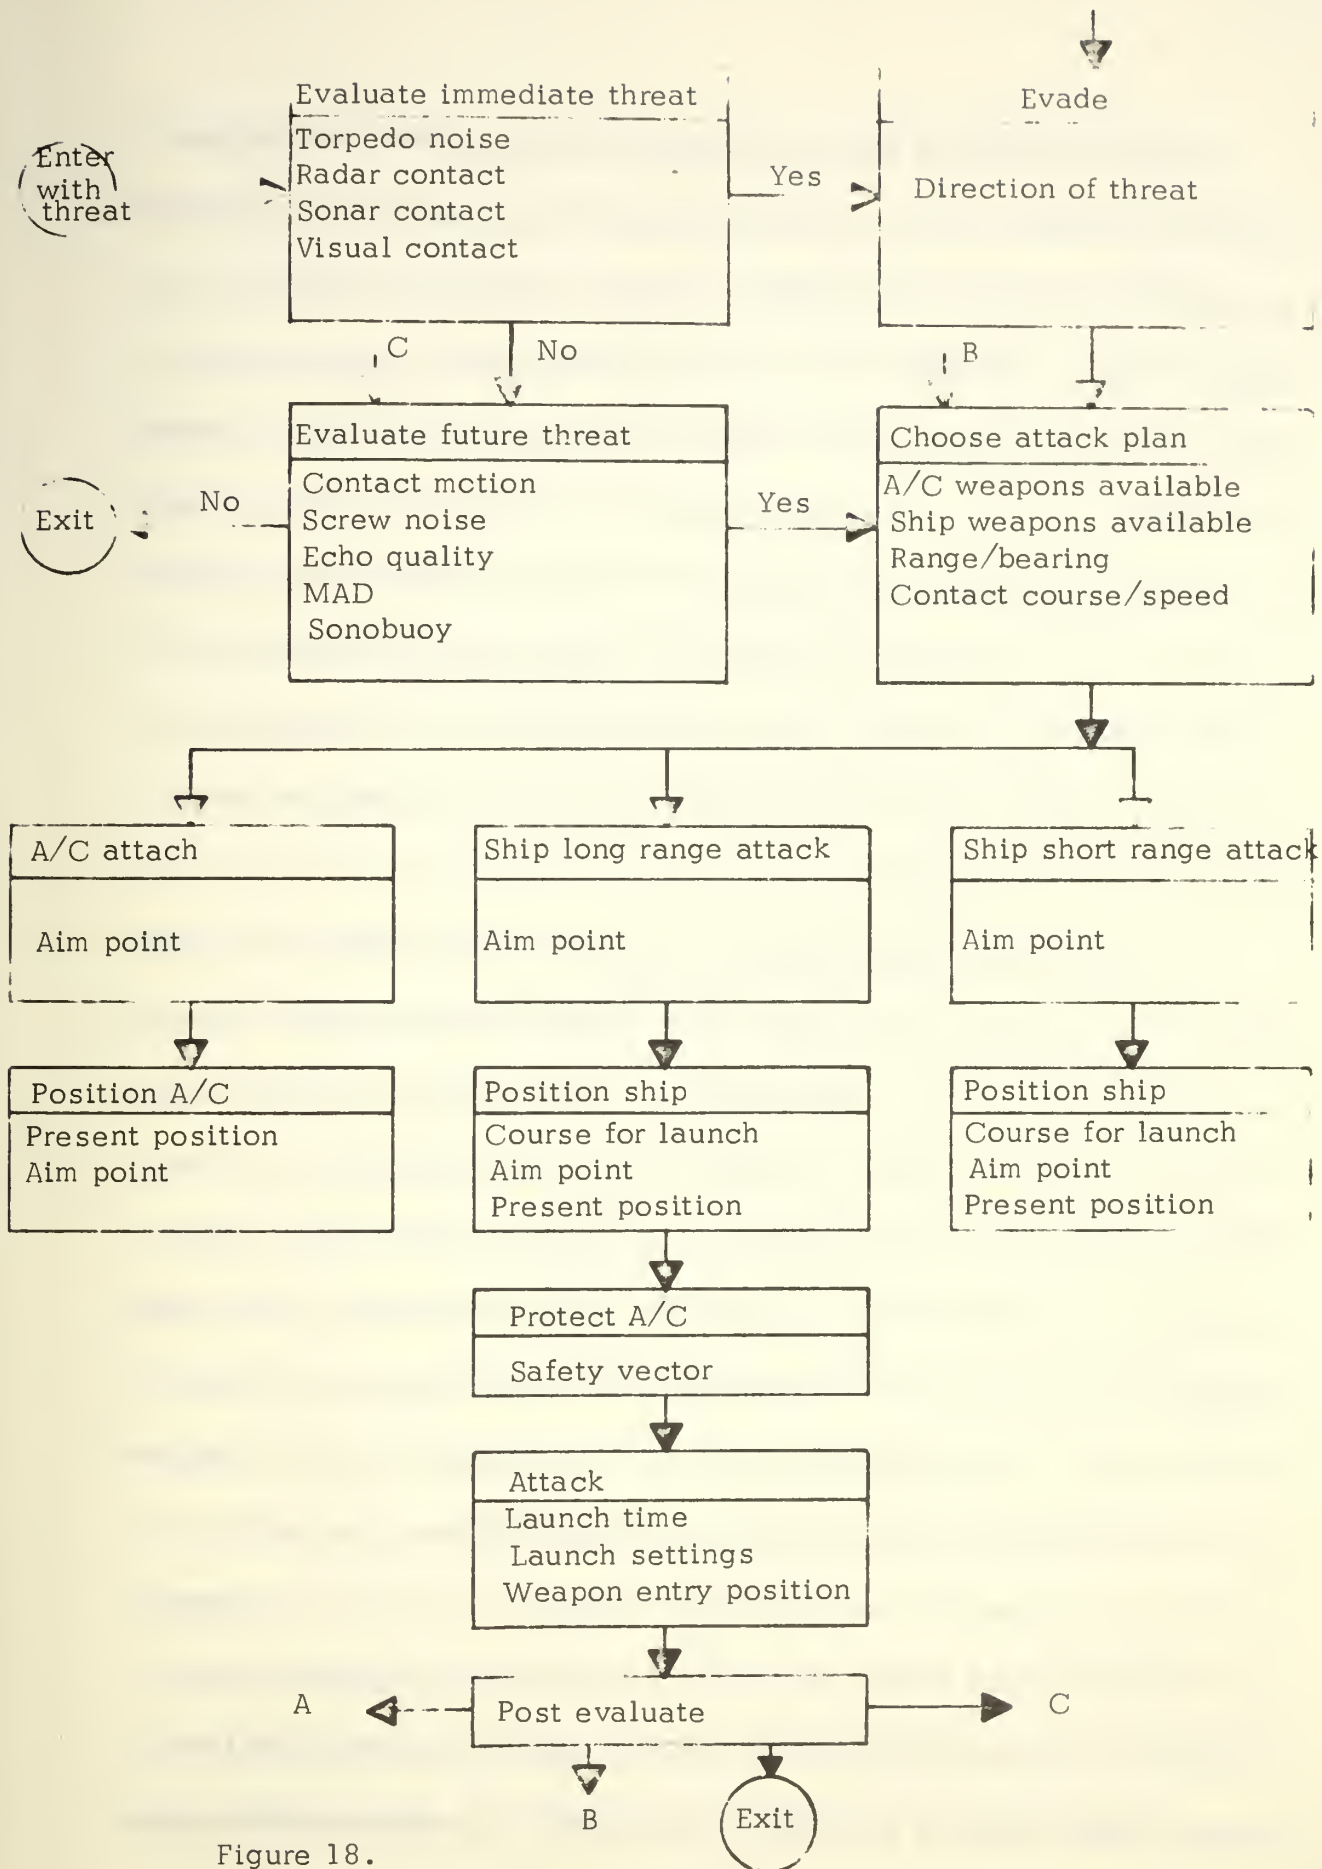 Evaluate immediate threat
Torpedo noise
Radar contact
Sonar contact
Visual contact
Enter
with
threat
Yes
Evade
Direction of threat
C
No
B
Evaluate future threat
Contact mction
Screw noise
Echo quality
MAD
Sonobuoy
No
Exit
Yes
Choose attack plan
A/C weapons available
Ship weapons available
Range/bearing
Contact course/speed
A/C attach
Aim point
Ship long range attack
Aim point
Ship short range attack
Aim point
Position A/C
Present position
Aim point
Position ship
Course for launch
Aim point
Present position
Position ship
Course for launch
Aim point
Present position
Protect A/C
Safety vector
Attack
Launch time
Launch settings
Weapon entry position
A
Post evaluate
C
B
Exit
Figure 18.